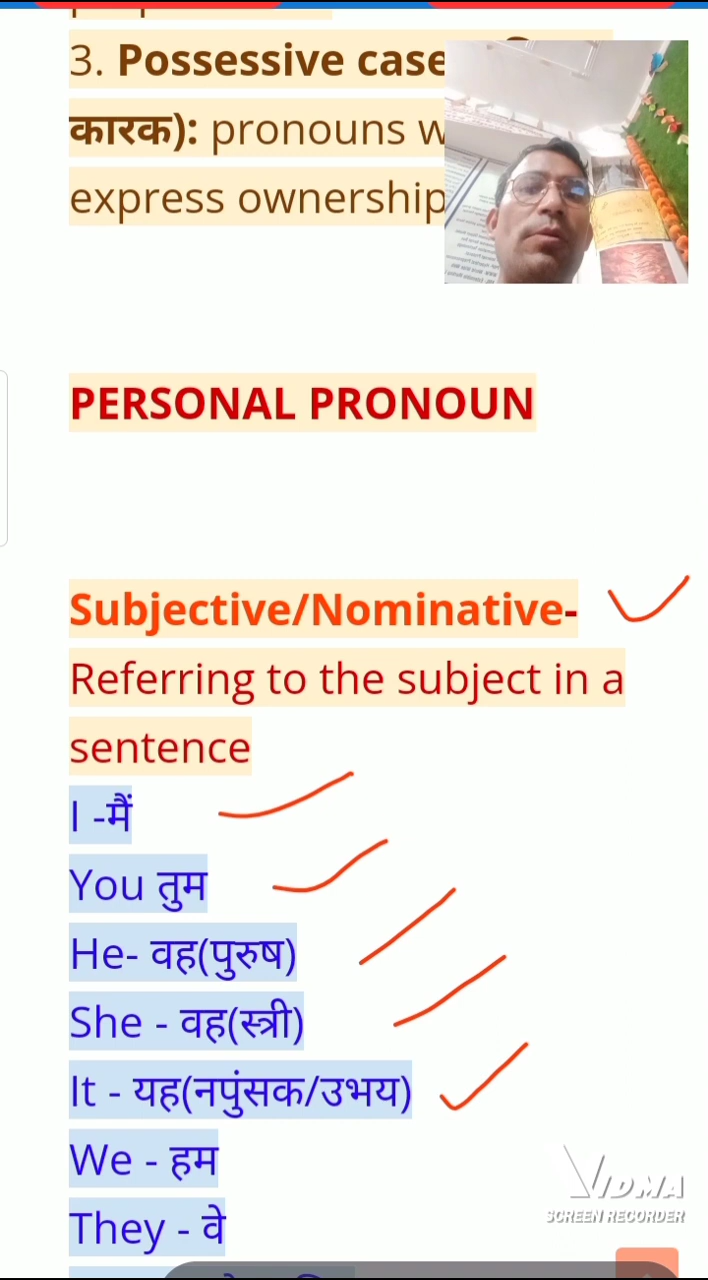 3. Possessive case
कारक): pronouns w
express ownership
PERSONAL PRONOUN
Subjective/Nominative-
Referring to the subject in a
sentence
I -मैं
You तुम
He- वह(पुरुष)
She - वह(स्त्री)
It - यह(नपुंसक/उभय)
We - हम
They - वे
VIDMA
SCREEN RECORDER